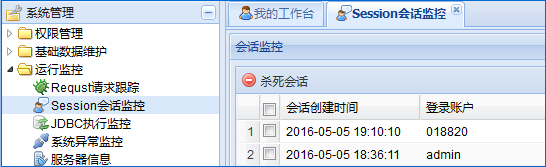 系统管理
权限管理
基础数据维护
运行监控
Requst请求跟踪
Session会话监控
JDBC执行监控
系统异常监控
服务器信息
我的工作台 Session会话监控
会话监控
杀死会话
会话创建时间 登录账户
1 2016-05-05 19:10:10 018820
2 2016-05-05 18:36:11 admin